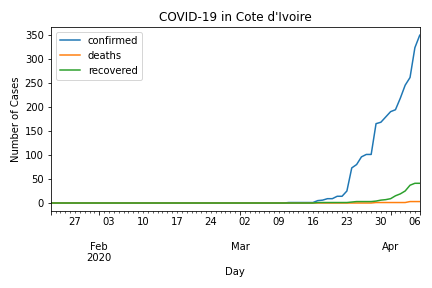 COVID-19 in Cote d'Ivoire
confirmed
deaths
recovered
Number of Cases
350
300
250
200
150
100
50
0
27 03 10 17 24 02 09 16 23 30 06
Feb Mar Apr
2020
Day